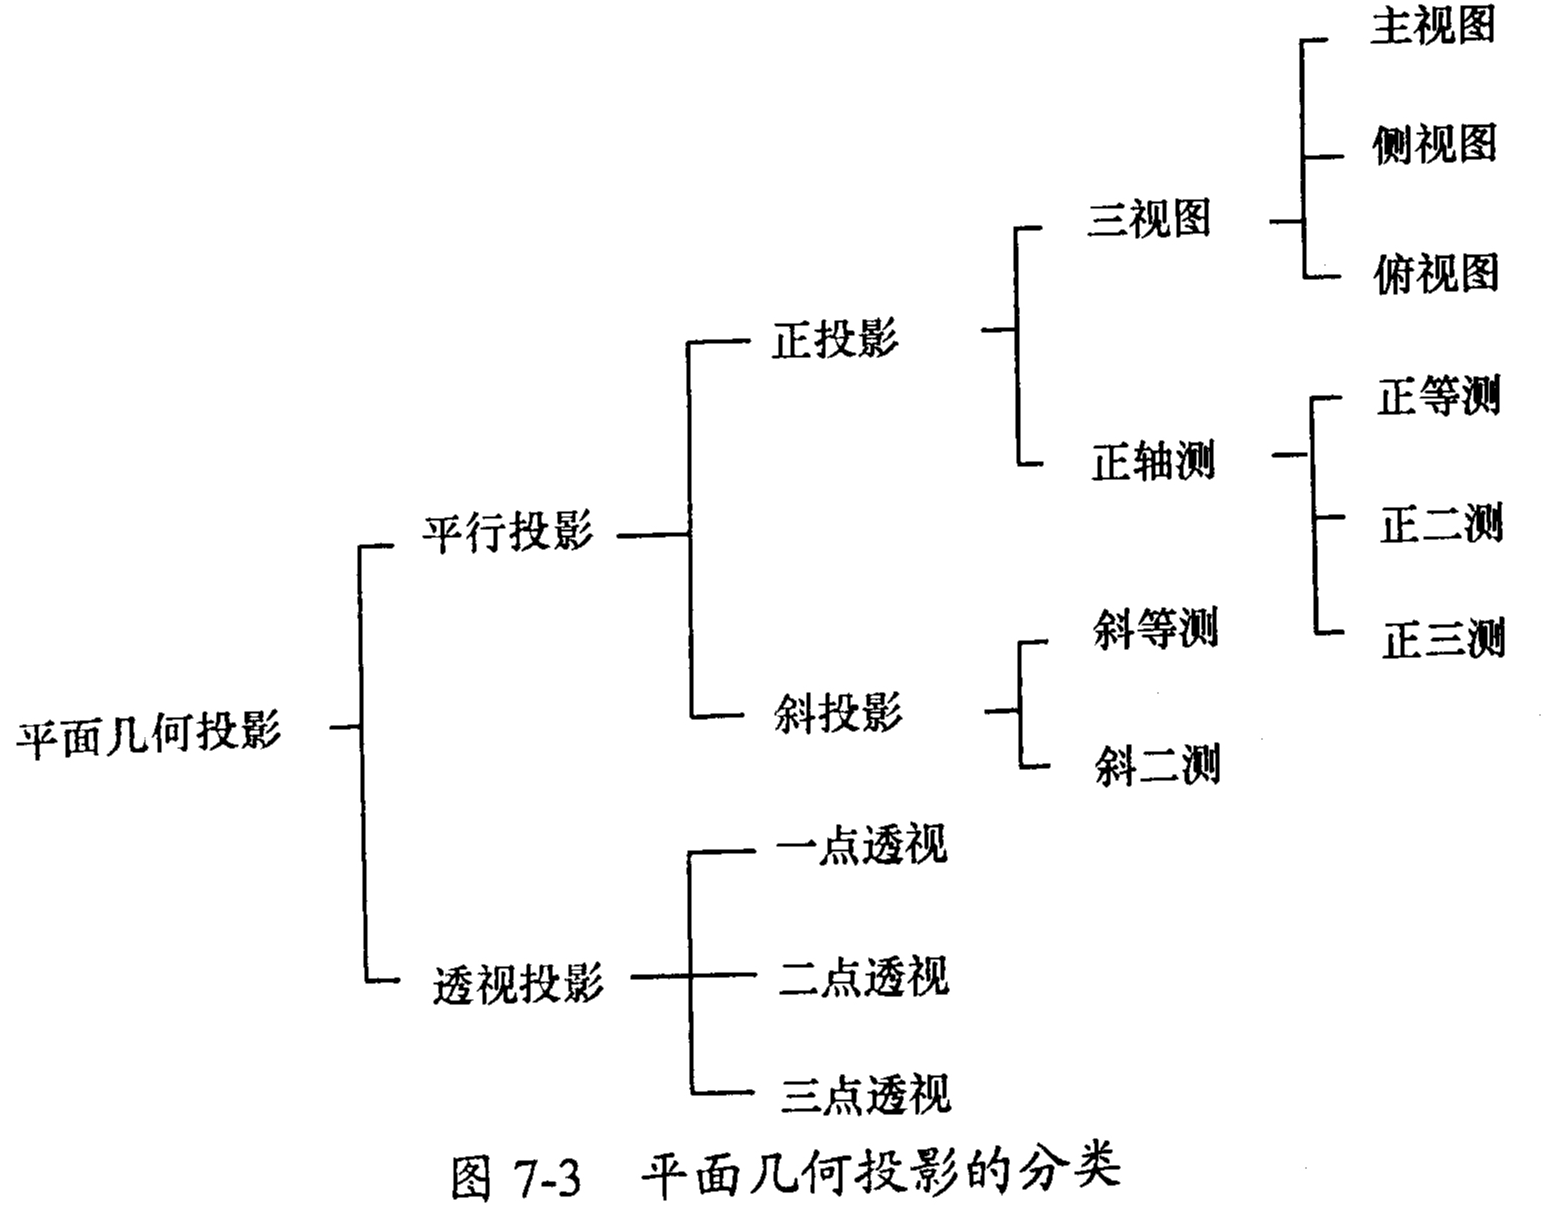 主视图
侧视图
三视图
俯视图
正投影
正等测
正轴测
正二测
平行投影
斜等测
正三测
斜投影
平面几何投影
斜二测
一点透视
二点透视
透视投影
三点透视
图 7-3 平面几何投影的分类